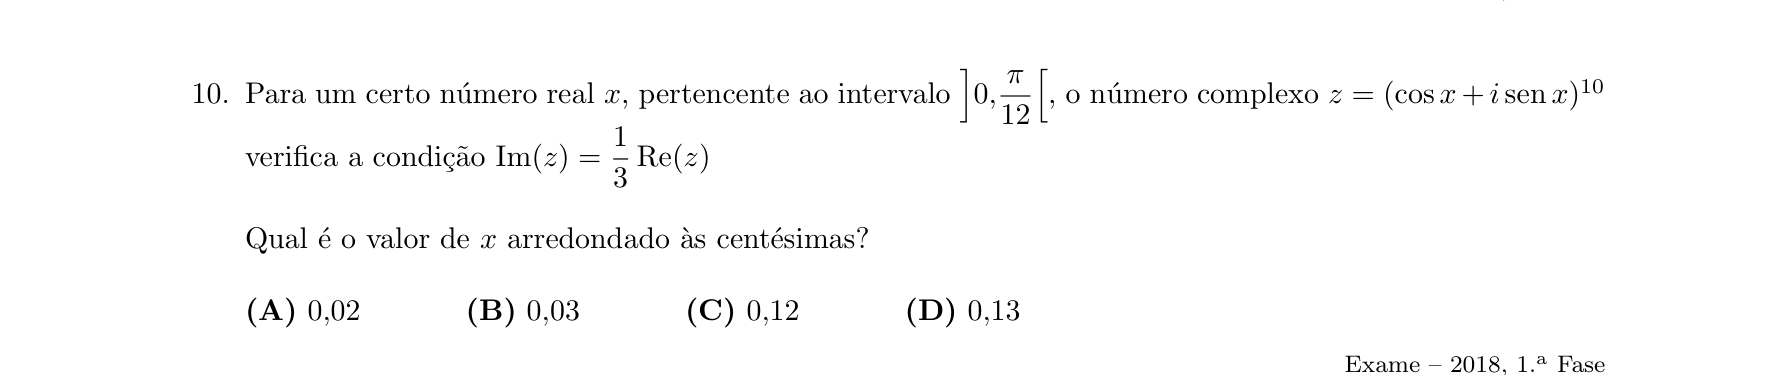 10. Para um certo número real x, pertencente ao intervalo ]0, π/12[, o número complexo z = (cos x + i sen x)¹⁰
verifica a condição Im(z) = 1/3 Re(z)
Qual é o valor de x arredondado às centésimas?
(A) 0,02 (B) 0,03 (C) 0,12 (D) 0,13
Exame – 2018, 1.ª Fase